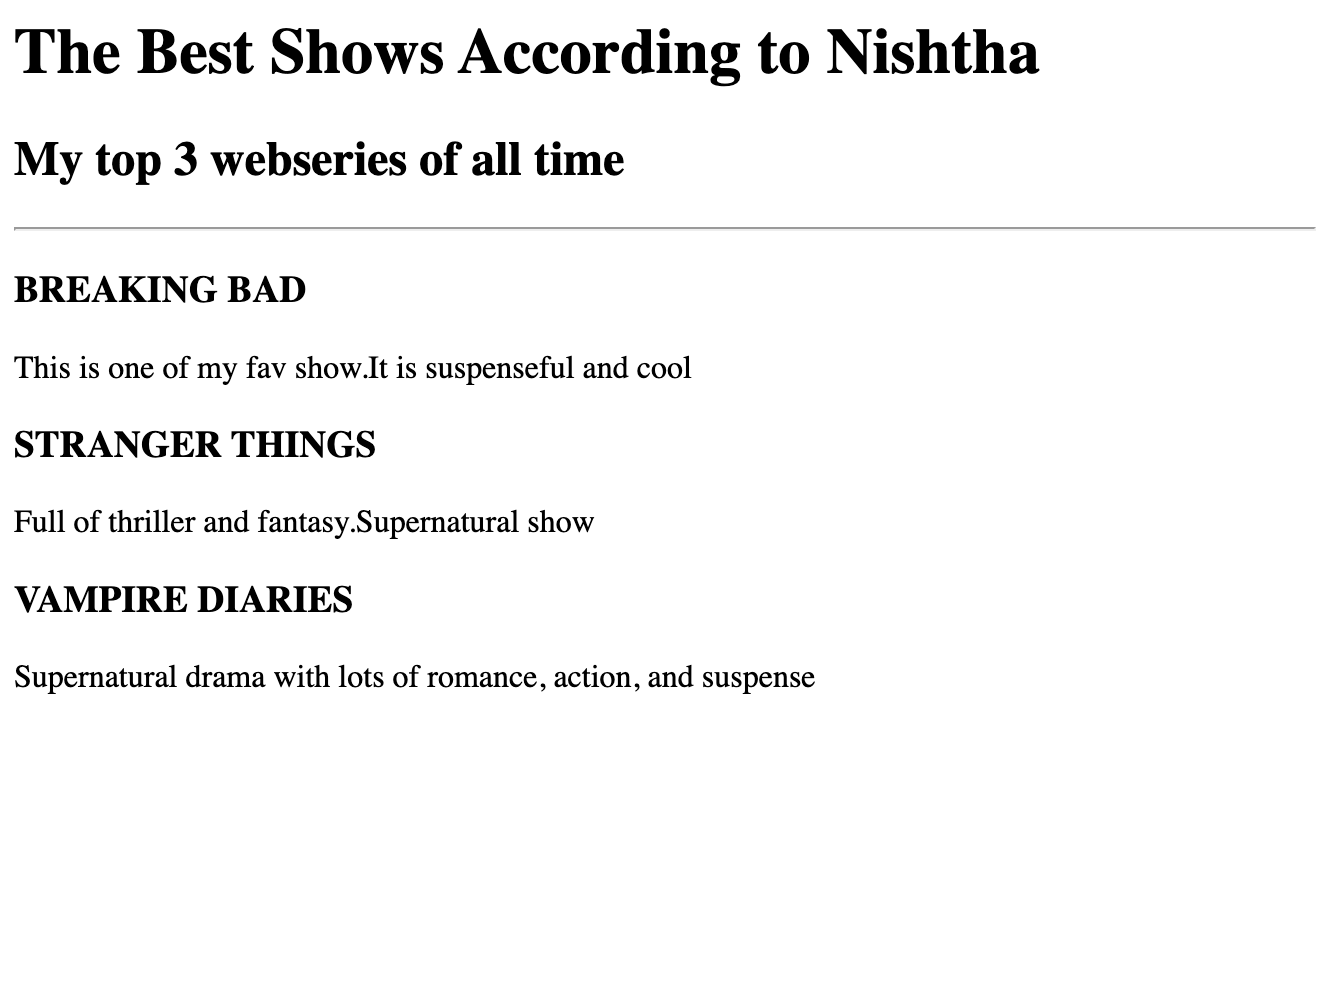 The Best Shows According to Nishtha
My top 3 webseries of all time
BREAKING BAD
This is one of my fav show.It is suspenseful and cool
STRANGER THINGS
Full of thriller and fantasy.Supernatural show
VAMPIRE DIARIES
Supernatural drama with lots of romance, action, and suspense